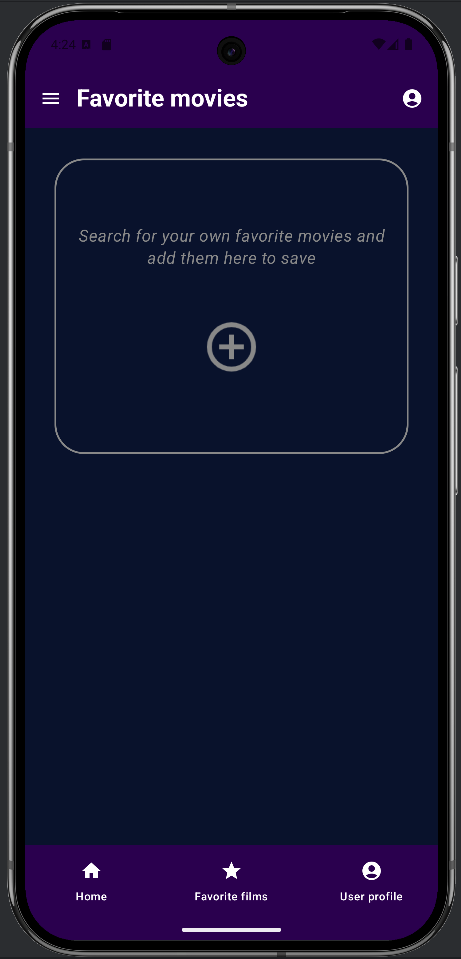 4:24
Favorite movies
Search for your own favorite movies and
add them here to save
Home
Favorite films
User profile